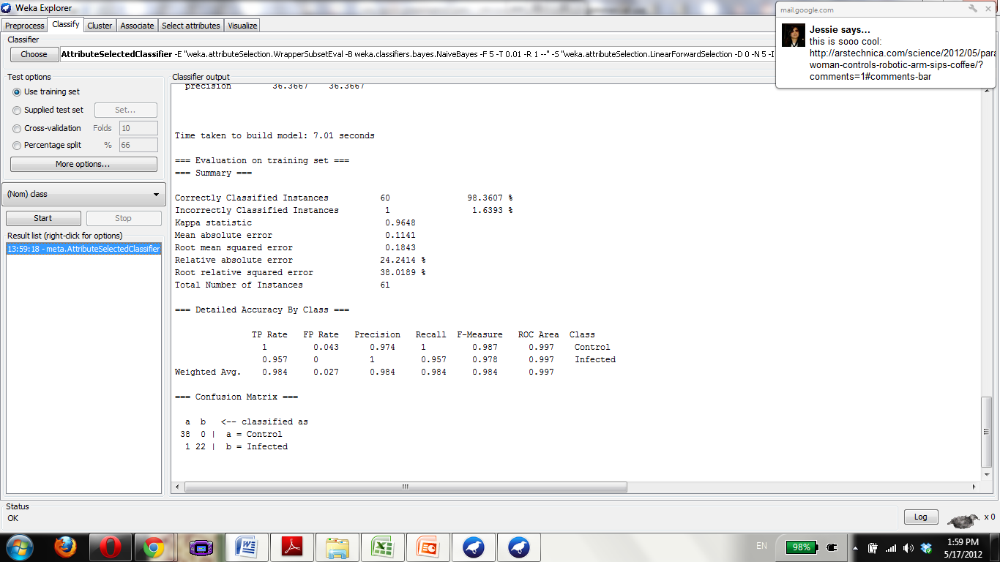 Weka Explorer
Preprocess Classify Cluster Associate Select attributes Visualize
Classifier
Choose AttributeSelectedClassifier -E "weka.attributeSelection.WrapperSubsetEval -B weka.classifiers.bayes.NaiveBayes -F 5 -T 0.01 -R 1 --" -S "weka.attributeSelection.LinearForwardSelection -D 0 -N 5 -I
mail.google.com
Jessie says...
this is sooo cool:
http://arstechnica.com/science/2012/05/para
woman-controls-robotic-arm-sips-coffee/?
comments=1#comments-bar
Test options
Use training set
Supplied test set Set...
Cross-validation Folds 10
Percentage split % 66
More options...
(Nom) class
Start Stop
Result list (right-click for options)
13:59:18 - meta.AttributeSelectedClassifier
Classifier output
precision 36.3667 36.3667
Time taken to build model: 7.01 seconds
=== Evaluation on training set ===
=== Summary ===
Correctly Classified Instances 60 98.3607 %
Incorrectly Classified Instances 1 1.6393 %
Kappa statistic 0.9648
Mean absolute error 0.1141
Root mean squared error 0.1843
Relative absolute error 24.2414 %
Root relative squared error 38.0189 %
Total Number of Instances 61
=== Detailed Accuracy By Class ===
TP Rate FP Rate Precision Recall F-Measure ROC Area Class
1 0.043 0.974 1 0.987 0.997 Control
0.957 0 1 0.957 0.978 0.997 Infected
Weighted Avg. 0.984 0.027 0.984 0.984 0.984 0.997
=== Confusion Matrix ===
a b <-- classified as
38 0 | a = Control
1 22 | b = Infected
Status
OK
Log x 0
EN
98%
1:59 PM
5/17/2012